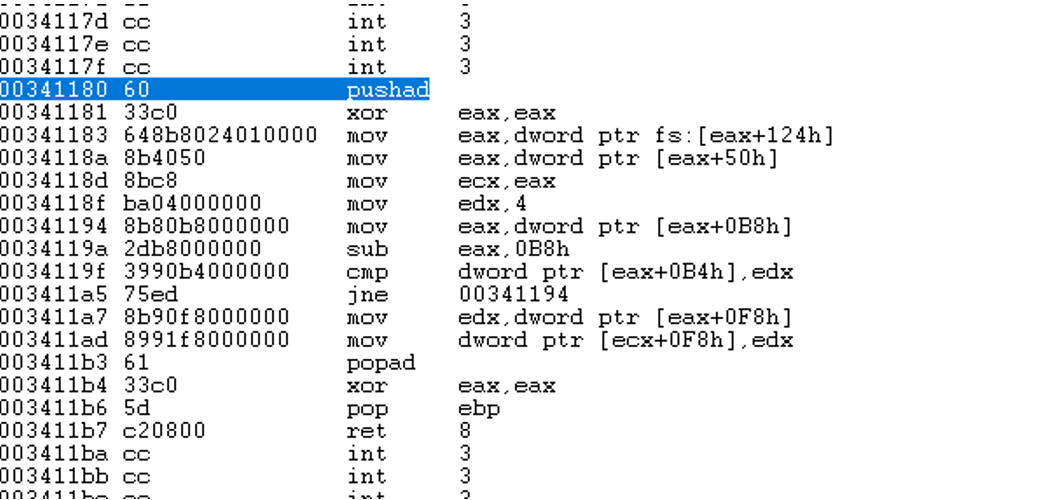 0034117d cc int 3
0034117e cc int 3
0034117f cc int 3
00341180 60 pushad
00341181 33c0 xor eax,eax
00341183 648b8024010000 mov eax,dword ptr fs:[eax+124h]
0034118a 8b4050 mov eax,dword ptr [eax+50h]
0034118d 8bc8 mov ecx,eax
0034118f ba04000000 mov edx,4
00341194 8b80b8000000 mov eax,dword ptr [eax+0B8h]
0034119a 2db8000000 sub eax,0B8h
0034119f 3990b4000000 cmp dword ptr [eax+0B4h],edx
003411a5 75ed jne 00341194
003411a7 8b90f8000000 mov edx,dword ptr [eax+0F8h]
003411ad 8991f8000000 mov dword ptr [ecx+0F8h],edx
003411b3 61 popad
003411b4 33c0 xor eax,eax
003411b6 5d pop ebp
003411b7 c20800 ret 8
003411ba cc int 3
003411bb cc int 3